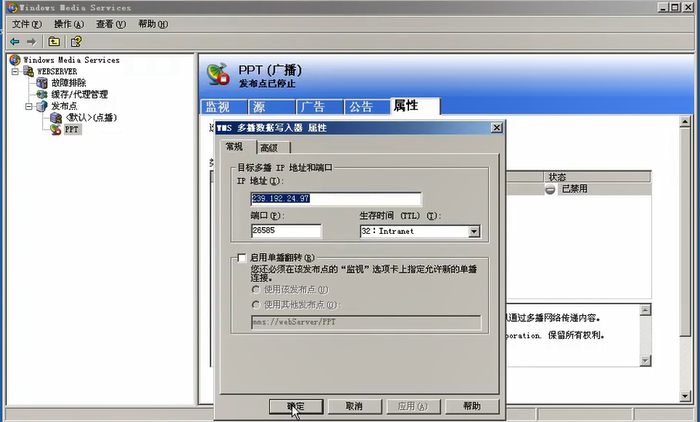 Windows Media Services
文件(F) 操作(A) 查看(V) 帮助(H)
Windows Media Services
WEBSERVER
故障排除
缓存/代理管理
发布点
<默认>(点播)
PPT
PPT (广播)
发布点已停止
监视 源 广告 公告 属性
WMS 多播数据写入器 属性
常规 高级
目标多播 IP 地址和端口
IP 地址(I):
239.192.24.97
端口(P): 生存时间 (TTL) (T):
26585 32：Intranet
启用单播翻转(R)
您还必须在该发布点的“监视”选项卡上指定允许新的单播
连接。
使用该发布点(U)
使用其他发布点(O):
mms://webServer/PPT
确定 取消 应用(A) 帮助
状态
已禁用
通过多播网络传递内容。
poration. 保留所有权利。